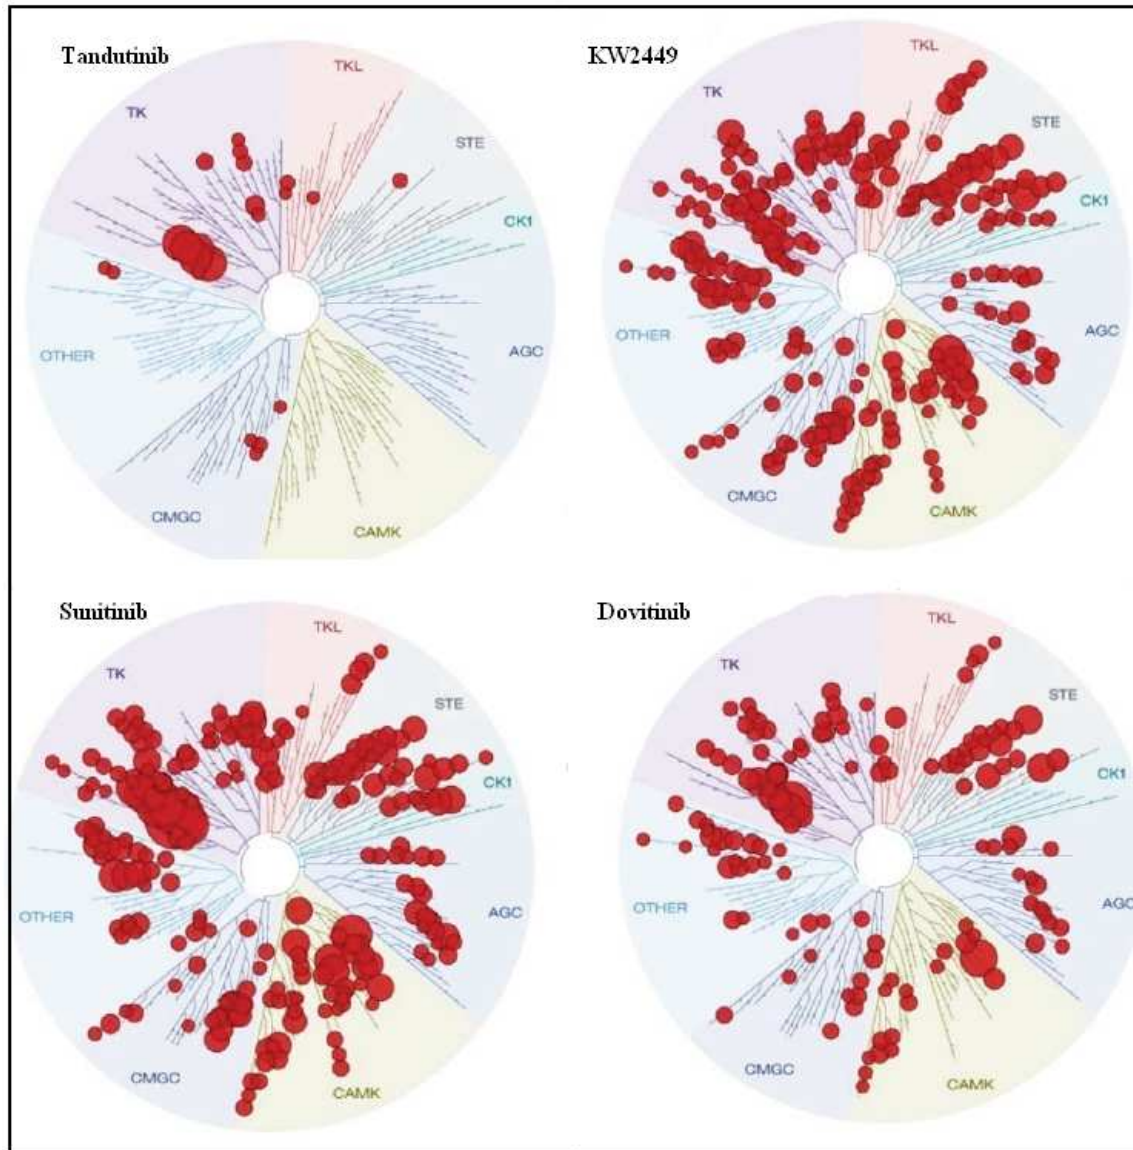 Tandutinib
TKL
TK
STE
CK1
OTHER
AGC
CMGC
CAMK
KW2449
TKL
TK
STE
CK1
OTHER
AGC
CMGC
CAMK
Sunitinib
TKL
TK
STE
CK1
OTHER
AGC
CMGC
CAMK
Dovitinib
TKL
TK
STE
CK1
OTHER
AGC
CMGC
CAMK